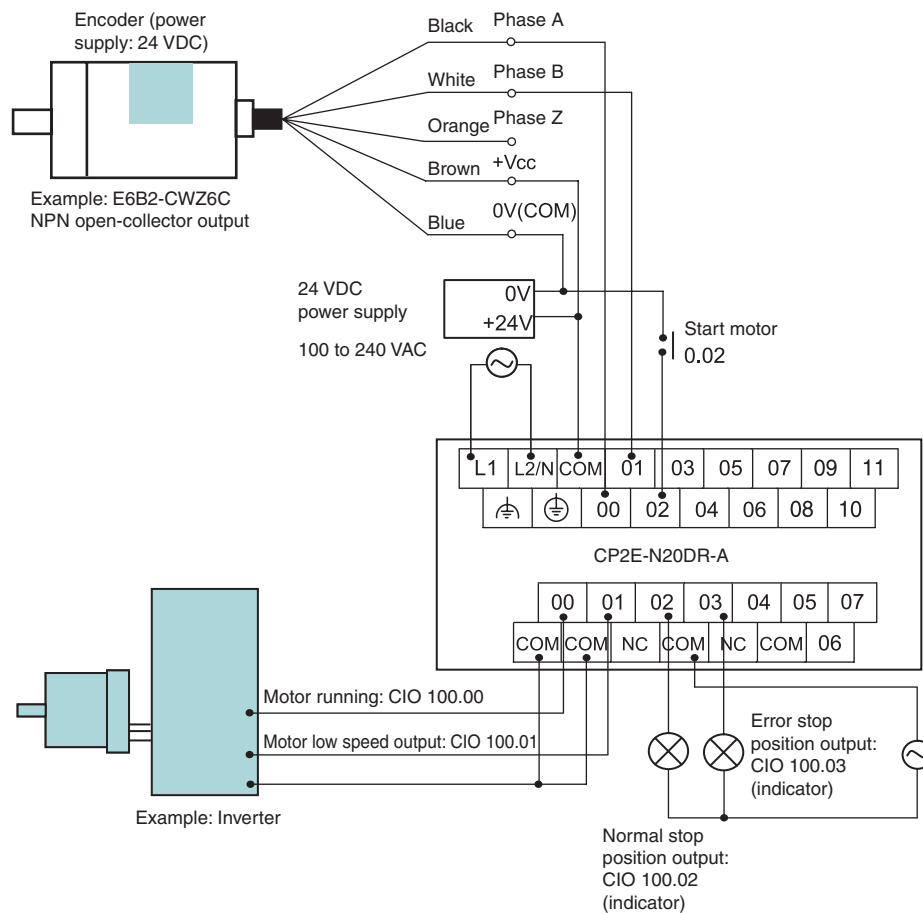 Encoder (power
supply: 24 VDC)
Black
Phase A
White
Phase B
Orange
Phase Z
Brown
+Vcc
Blue
0V(COM)
Example: E6B2-CWZ6C
NPN open-collector output
24 VDC
power supply
0V
+24V
100 to 240 VAC
Start motor
0.02
L1 L2/N COM 01 03 05 07 09 11
00 02 04 06 08 10
CP2E-N20DR-A
00 01 02 03 04 05 07
COM COM NC COM NC COM 06
Motor running: CIO 100.00
Motor low speed output: CIO 100.01
Example: Inverter
Error stop
position output:
CIO 100.03
(indicator)
Normal stop
position output:
CIO 100.02
(indicator)